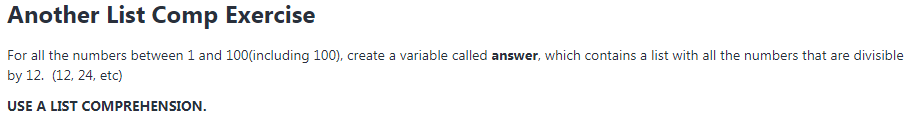 Another List Comp Exercise
For all the numbers between 1 and 100(including 100), create a variable called answer, which contains a list with all the numbers that are divisible
by 12.  (12, 24, etc)
USE A LIST COMPREHENSION.